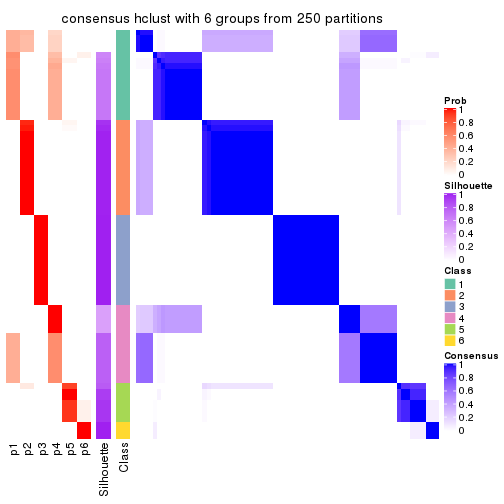 consensus hclust with 6 groups from 250 partitions
Prob
1
0.8
0.6
0.4
0.2
0
Silhouette
1
0.8
0.6
0.4
0.2
0
Class
1
2
3
4
5
6
Consensus
1
0.8
0.6
0.4
0.2
0
p1
p2
p3
p4
p5
p6
Silhouette
Class